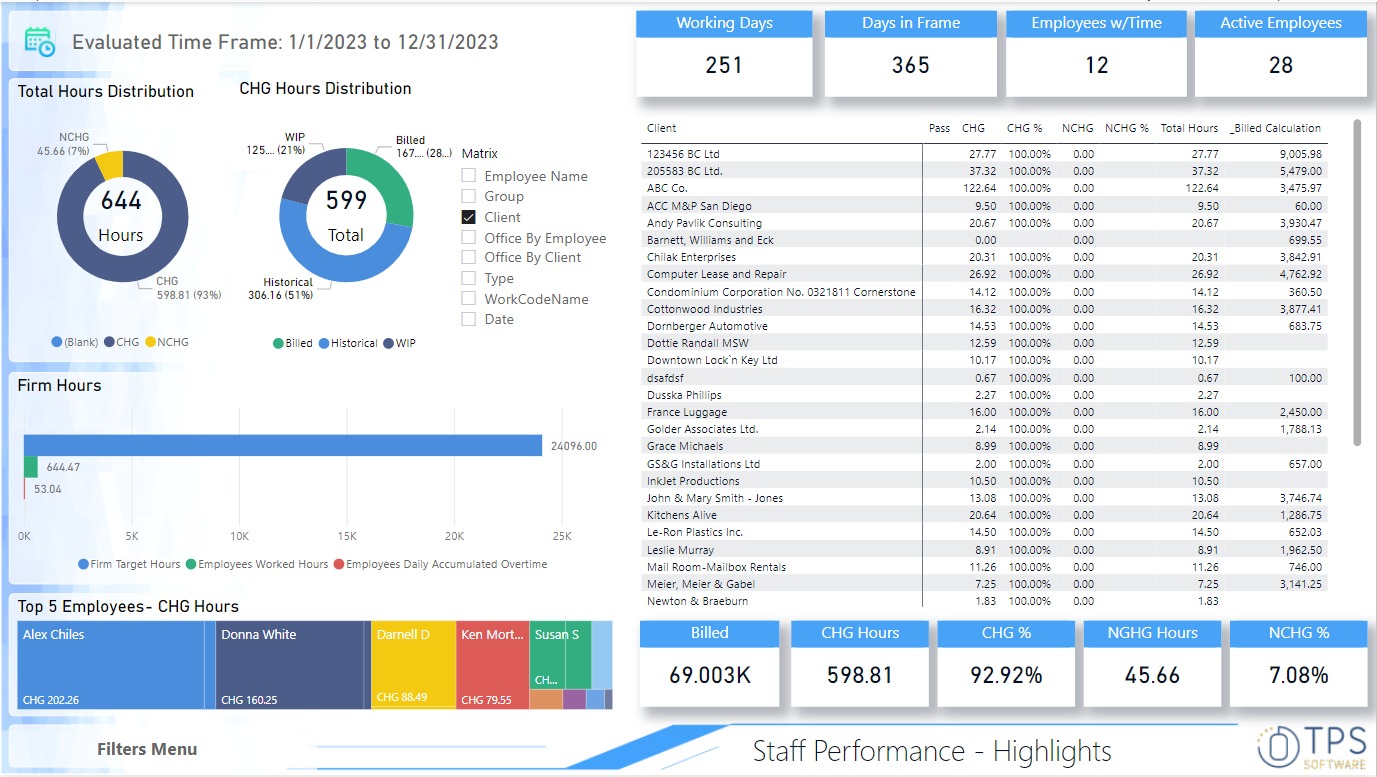 Evaluated Time Frame: 1/1/2023 to 12/31/2023
Working Days
251
Days in Frame
365
Employees w/Time
12
Active Employees
28
Total Hours Distribution
NCHG
45.66 (7%)
644
Hours
CHG
598.81 (93%)
(Blank) CHG NCHG
CHG Hours Distribution
WIP
125.... (21%)
Billed
167.... (28...)
599
Total
Historical
306.16 (51%)
Billed Historical WIP
Matrix
Employee Name
Group
Client
Office By Employee
Office By Client
Type
WorkCodeName
Date
Client Pass CHG CHG % NCHG NCHG % Total Hours _Billed Calculation
123456 BC Ltd 27.77 100.00% 0.00 27.77 9,005.98
205583 BC Ltd. 37.32 100.00% 0.00 37.32 5,479.00
ABC Co. 122.64 100.00% 0.00 122.64 3,475.97
ACC M&P San Diego 9.50 100.00% 0.00 9.50 60.00
Andy Pavlik Consulting 20.67 100.00% 0.00 20.67 3,930.47
Barnett, Williams and Eck 0.00 0.00 699.55
Chilak Enterprises 20.31 100.00% 0.00 20.31 3,842.91
Computer Lease and Repair 26.92 100.00% 0.00 26.92 4,762.92
Condominium Corporation No. 0321811 Cornerstone 14.12 100.00% 0.00 14.12 360.50
Cottonwood Industries 16.32 100.00% 0.00 16.32 3,877.41
Dornberger Automotive 14.53 100.00% 0.00 14.53 683.75
Dottie Randall MSW 12.59 100.00% 0.00 12.59
Downtown Lock`n Key Ltd 10.17 100.00% 0.00 10.17
dsafdsf 0.67 100.00% 0.00 0.67 100.00
Dusska Phillips 2.27 100.00% 0.00 2.27
France Luggage 16.00 100.00% 0.00 16.00 2,450.00
Golder Associates Ltd. 2.14 100.00% 0.00 2.14 1,788.13
Grace Michaels 8.99 100.00% 0.00 8.99
GS&G Installations Ltd 2.00 100.00% 0.00 2.00 657.00
InkJet Productions 10.50 100.00% 0.00 10.50
John & Mary Smith - Jones 13.08 100.00% 0.00 13.08 3,746.74
Kitchens Alive 20.64 100.00% 0.00 20.64 1,286.75
Le-Ron Plastics Inc. 14.50 100.00% 0.00 14.50 652.03
Leslie Murray 8.91 100.00% 0.00 8.91 1,962.50
Mail Room-Mailbox Rentals 11.26 100.00% 0.00 11.26 746.00
Meier, Meier & Gabel 7.25 100.00% 0.00 7.25 3,141.25
Newton & Braeburn 1.83 100.00% 0.00 1.83
Firm Hours
24096.00
644.47
53.04
0K 5K 10K 15K 20K 25K
Firm Target Hours Employees Worked Hours Employees Daily Accumulated Overtime
Top 5 Employees- CHG Hours
Alex Chiles
CHG 202.26
Donna White
CHG 160.25
Darnell D
CHG 88.49
Ken Mort...
CHG 79.55
Susan S
CH...
Billed
69.003K
CHG Hours
598.81
CHG %
92.92%
NGHG Hours
45.66
NCHG %
7.08%
Filters Menu
Staff Performance - Highlights
TPS
SOFTWARE